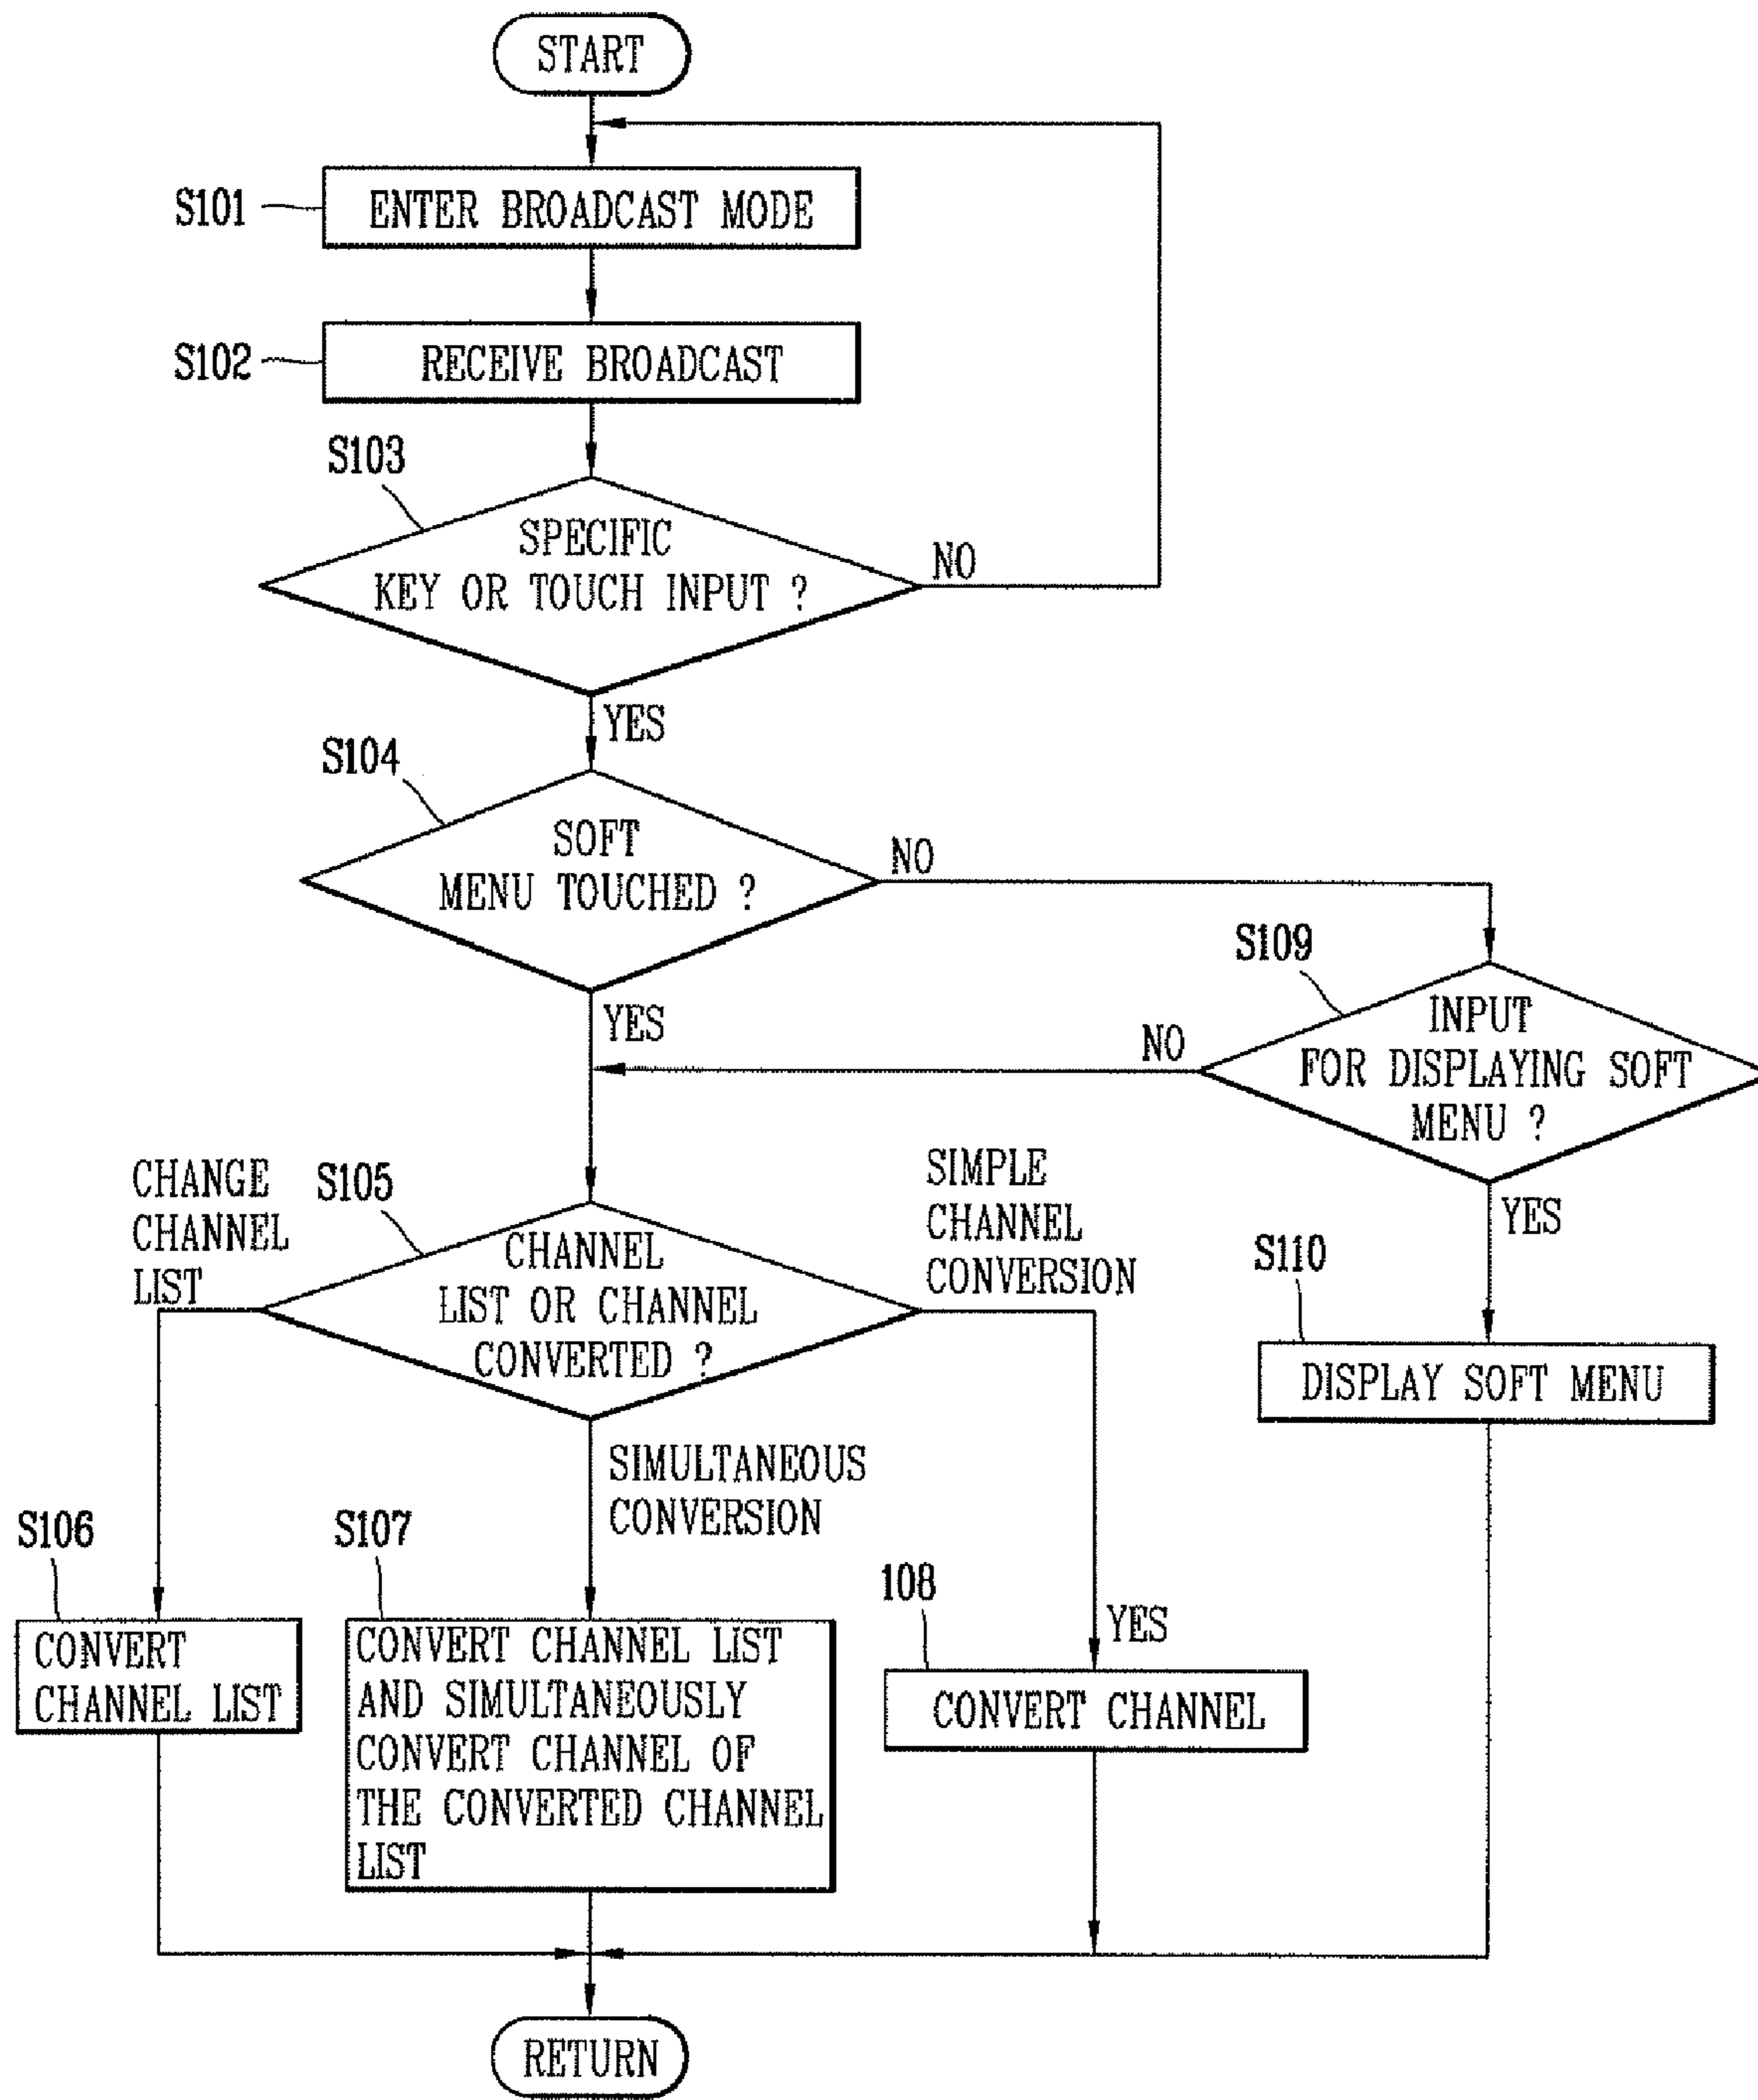 START
S101
ENTER BROADCAST MODE
S102
RECEIVE BROADCAST
S103
SPECIFIC
KEY OR TOUCH INPUT ?
NO
YES
S104
SOFT
MENU TOUCHED ?
NO
YES
S109
INPUT
FOR DISPLAYING SOFT
MENU ?
NO
YES
S105
CHANNEL
LIST OR CHANNEL
CONVERTED ?
CHANGE
CHANNEL
LIST
SIMPLE
CHANNEL
CONVERSION
S110
DISPLAY SOFT MENU
SIMULTANEOUS
CONVERSION
S106
CONVERT
CHANNEL LIST
S107
CONVERT CHANNEL LIST
AND SIMULTANEOUSLY
CONVERT CHANNEL OF
THE CONVERTED CHANNEL
LIST
108
YES
CONVERT CHANNEL
RETURN